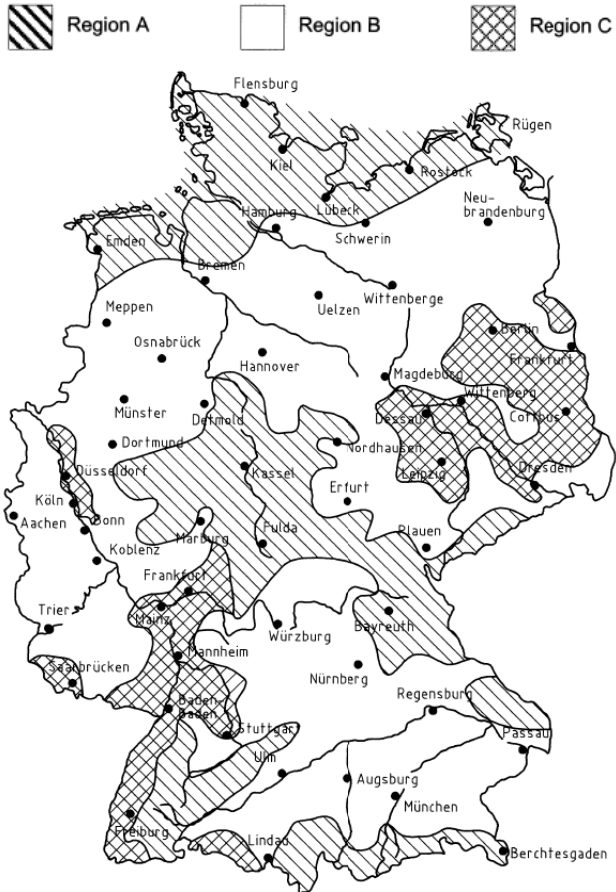 Region A
Region B
Region C
Flensburg
Rügen
Kiel
Rostock
Lübeck
Neu-
brandenburg
Hamburg
Schwerin
Emden
Bremen
Wittenberge
Uelzen
Meppen
Berlin
Osnabrück
Hannover
Frankfurt
Magdeburg
Wittenberg
Münster
Detmold
Dessau
Cottbus
Dortmund
Nordhausen
Düsseldorf
Kassel
Leipzig
Dresden
Erfurt
Köln
Aachen
Bonn
Marburg
Fulda
Plauen
Koblenz
Frankfurt
Trier
Mainz
Würzburg
Bayreuth
Mannheim
Saarbrücken
Nürnberg
Baden-
Baden
Regensburg
Stuttgart
Passau
Ulm
Augsburg
München
Freiburg
Lindau
Berchtesgaden